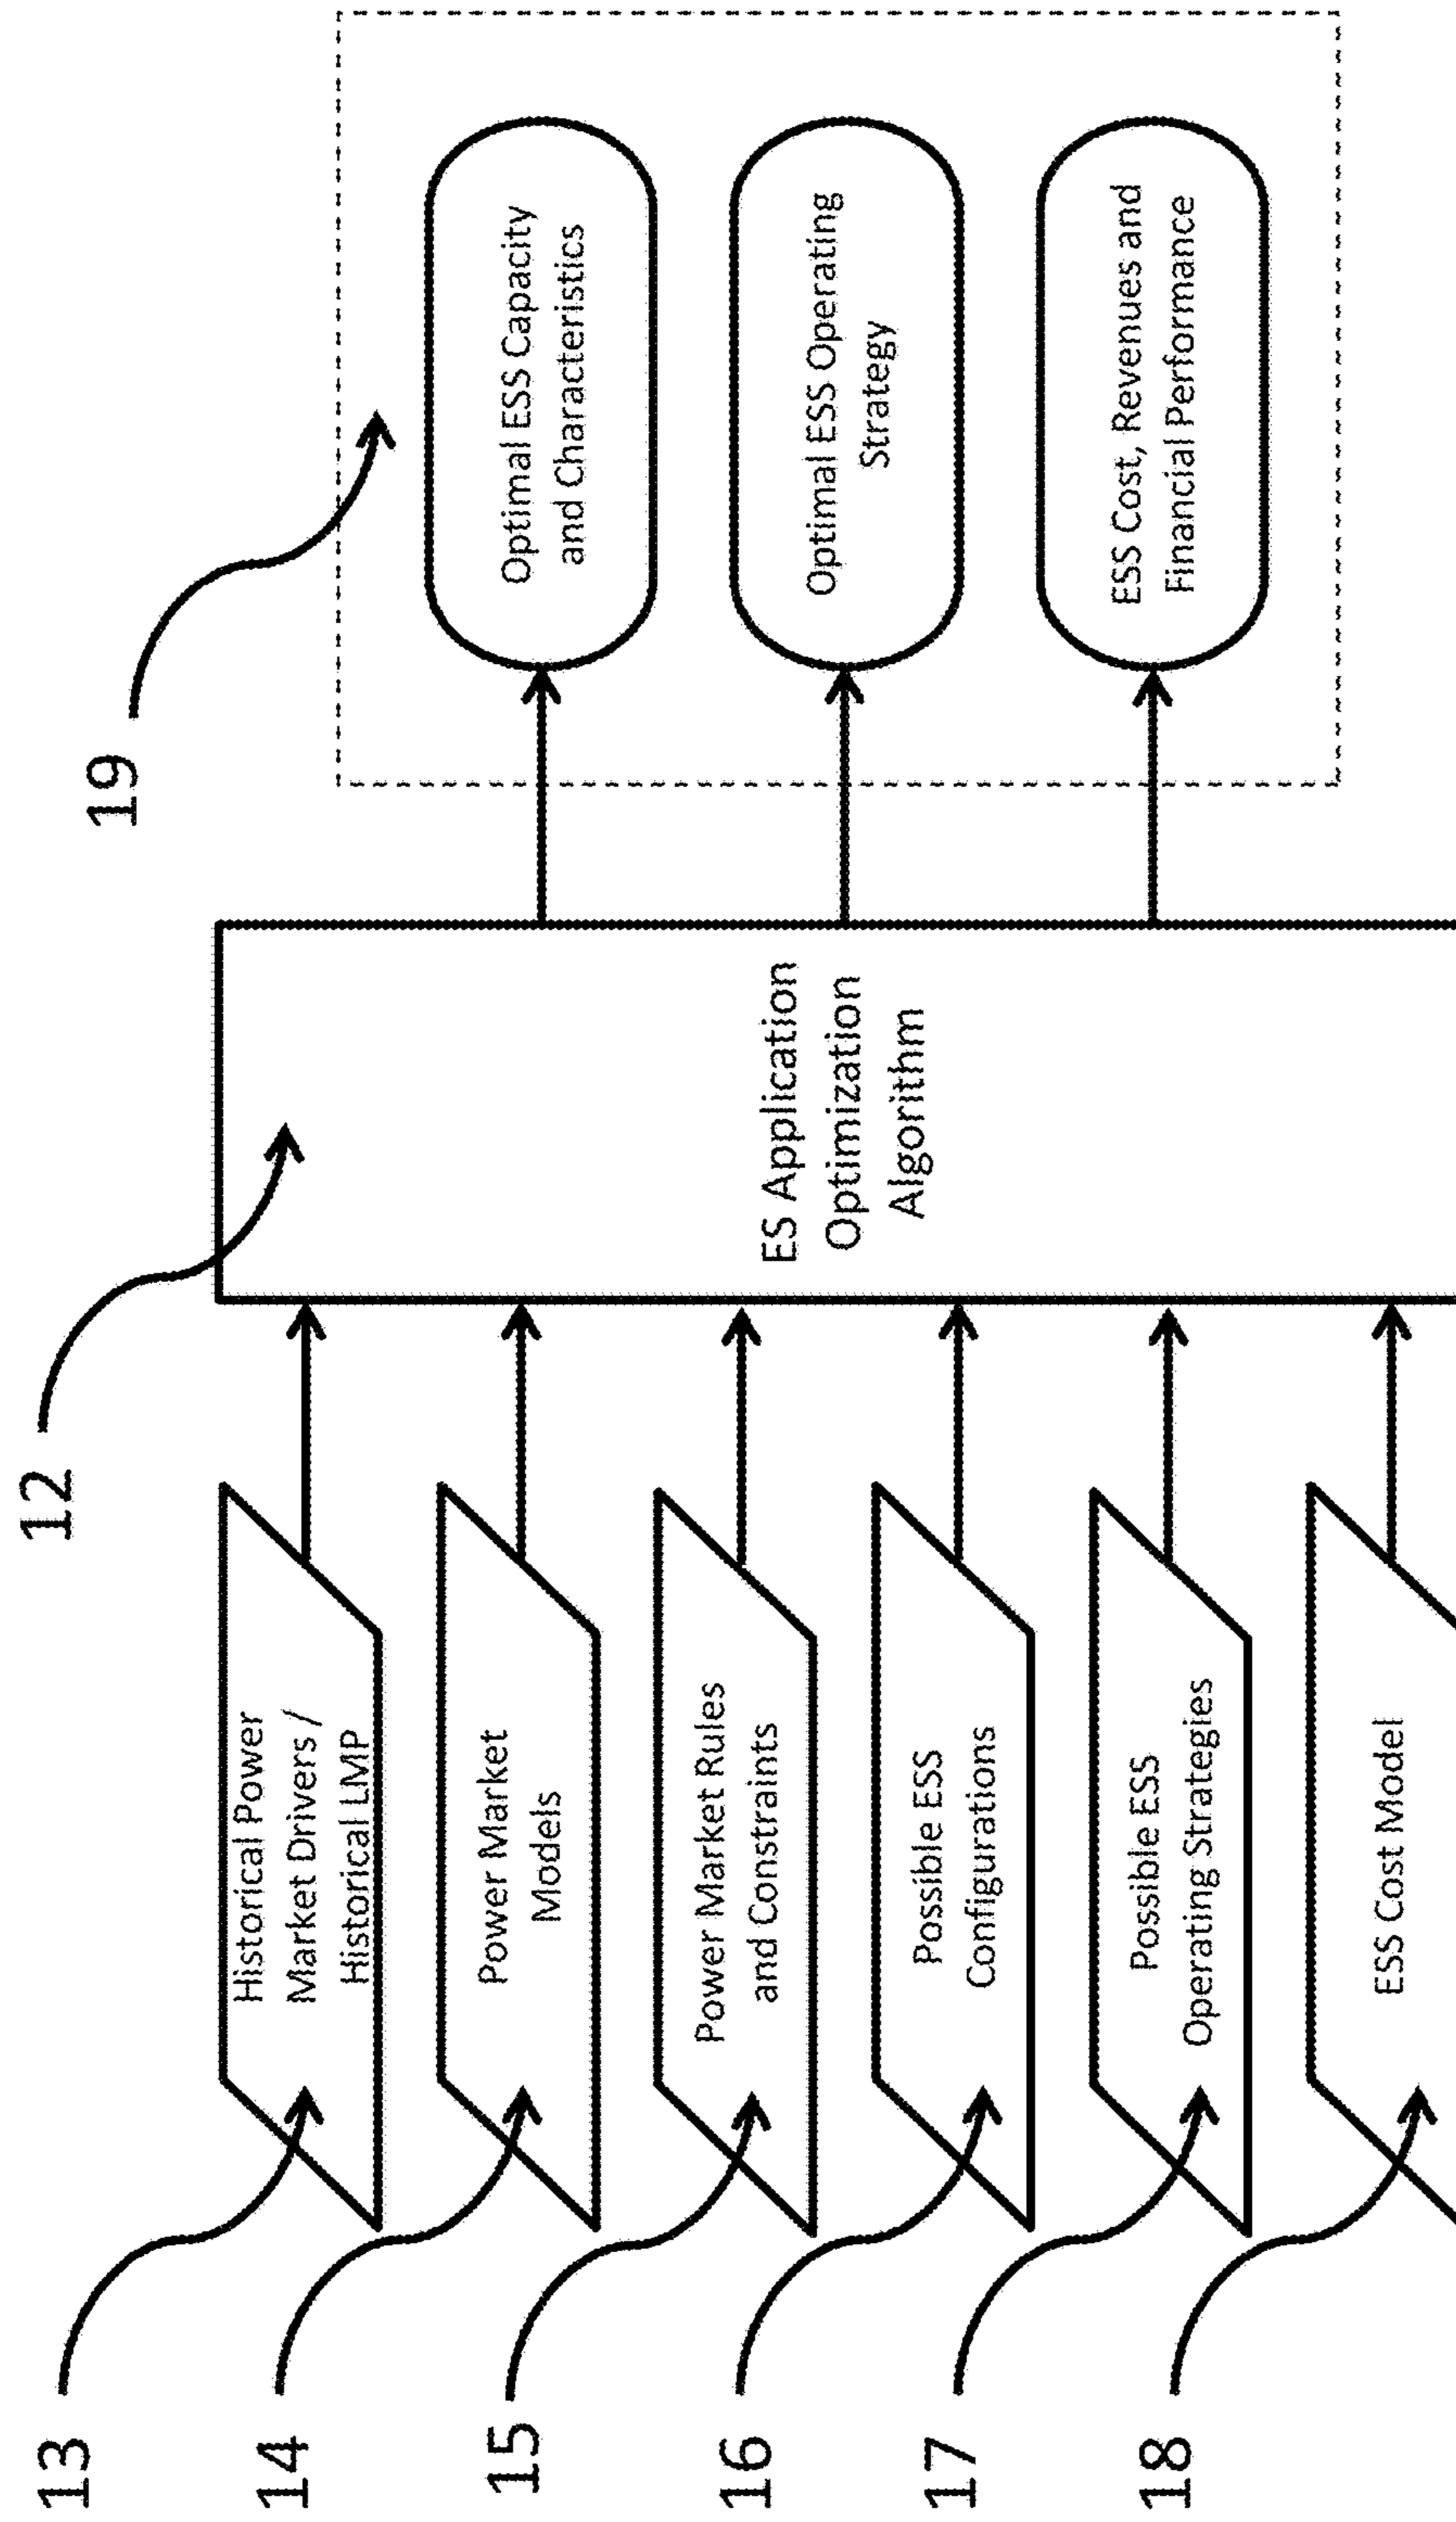 12
19
13
Historical Power
Market Drivers /
Historical LMP
14
Power Market
Models
15
Power Market Rules
and Constraints
16
Possible ESS
Configurations
17
Possible ESS
Operating Strategies
18
ESS Cost Model
ES Application
Optimization
Algorithm
Optimal ESS Capacity
and Characteristics
Optimal ESS Operating
Strategy
ESS Cost, Revenues and
Financial Performance